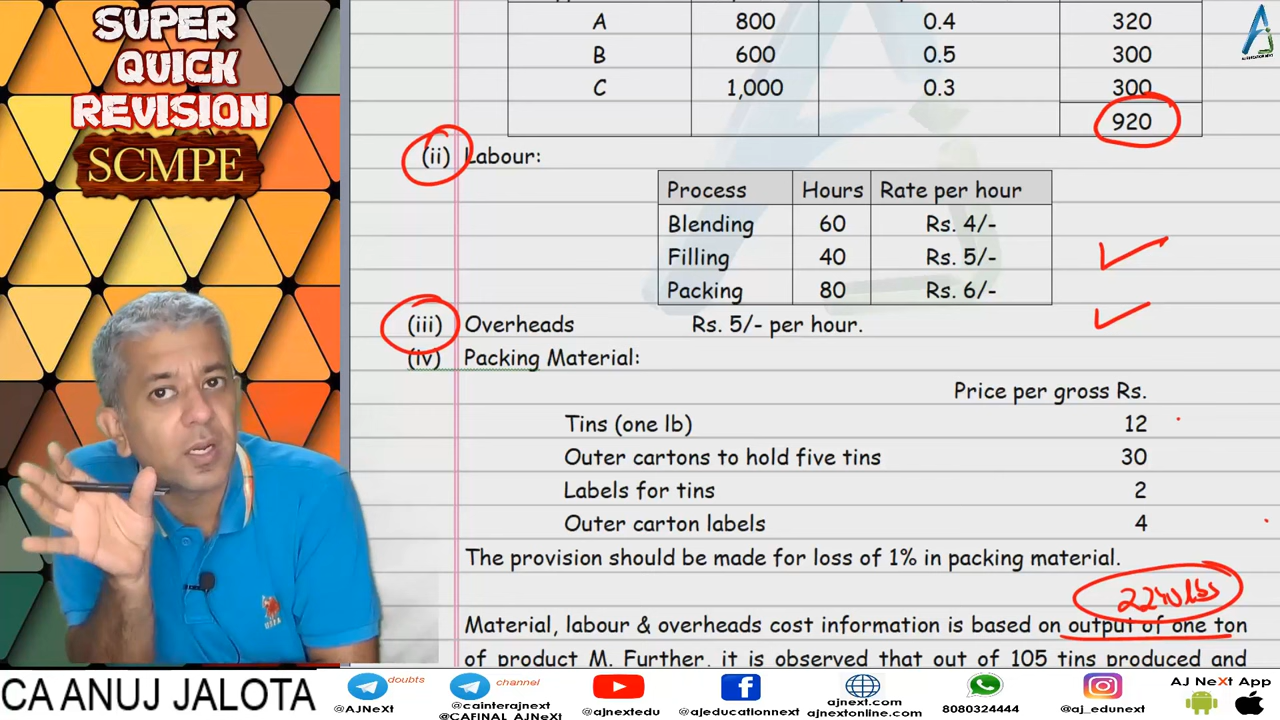 SUPER
QUICK
REVISION
SCMPE
A 800 0.4 320
B 600 0.5 300
C 1,000 0.3 300
920
(ii) Labour:
Process Hours Rate per hour
Blending 60 Rs. 4/-
Filling 40 Rs. 5/-
Packing 80 Rs. 6/-
(iii) Overheads Rs. 5/- per hour.
(iv) Packing Material:
Price per gross Rs.
Tins (one lb) 12
Outer cartons to hold five tins 30
Labels for tins 2
Outer carton labels 4
The provision should be made for loss of 1% in packing material.
2240 lbs
Material, labour & overheads cost information is based on output of one ton
of product M. Further, it is observed that out of 105 tins produced and
CA ANUJ JALOTA
doubts
@AJNeXt
channel
@cainterajnext
@CAFINAL_AJNeXt
@ajnextedu
@ajeducationnext
ajnext.com
ajnextonline.com
8080324444
@aj_edunext
AJ NeXt App